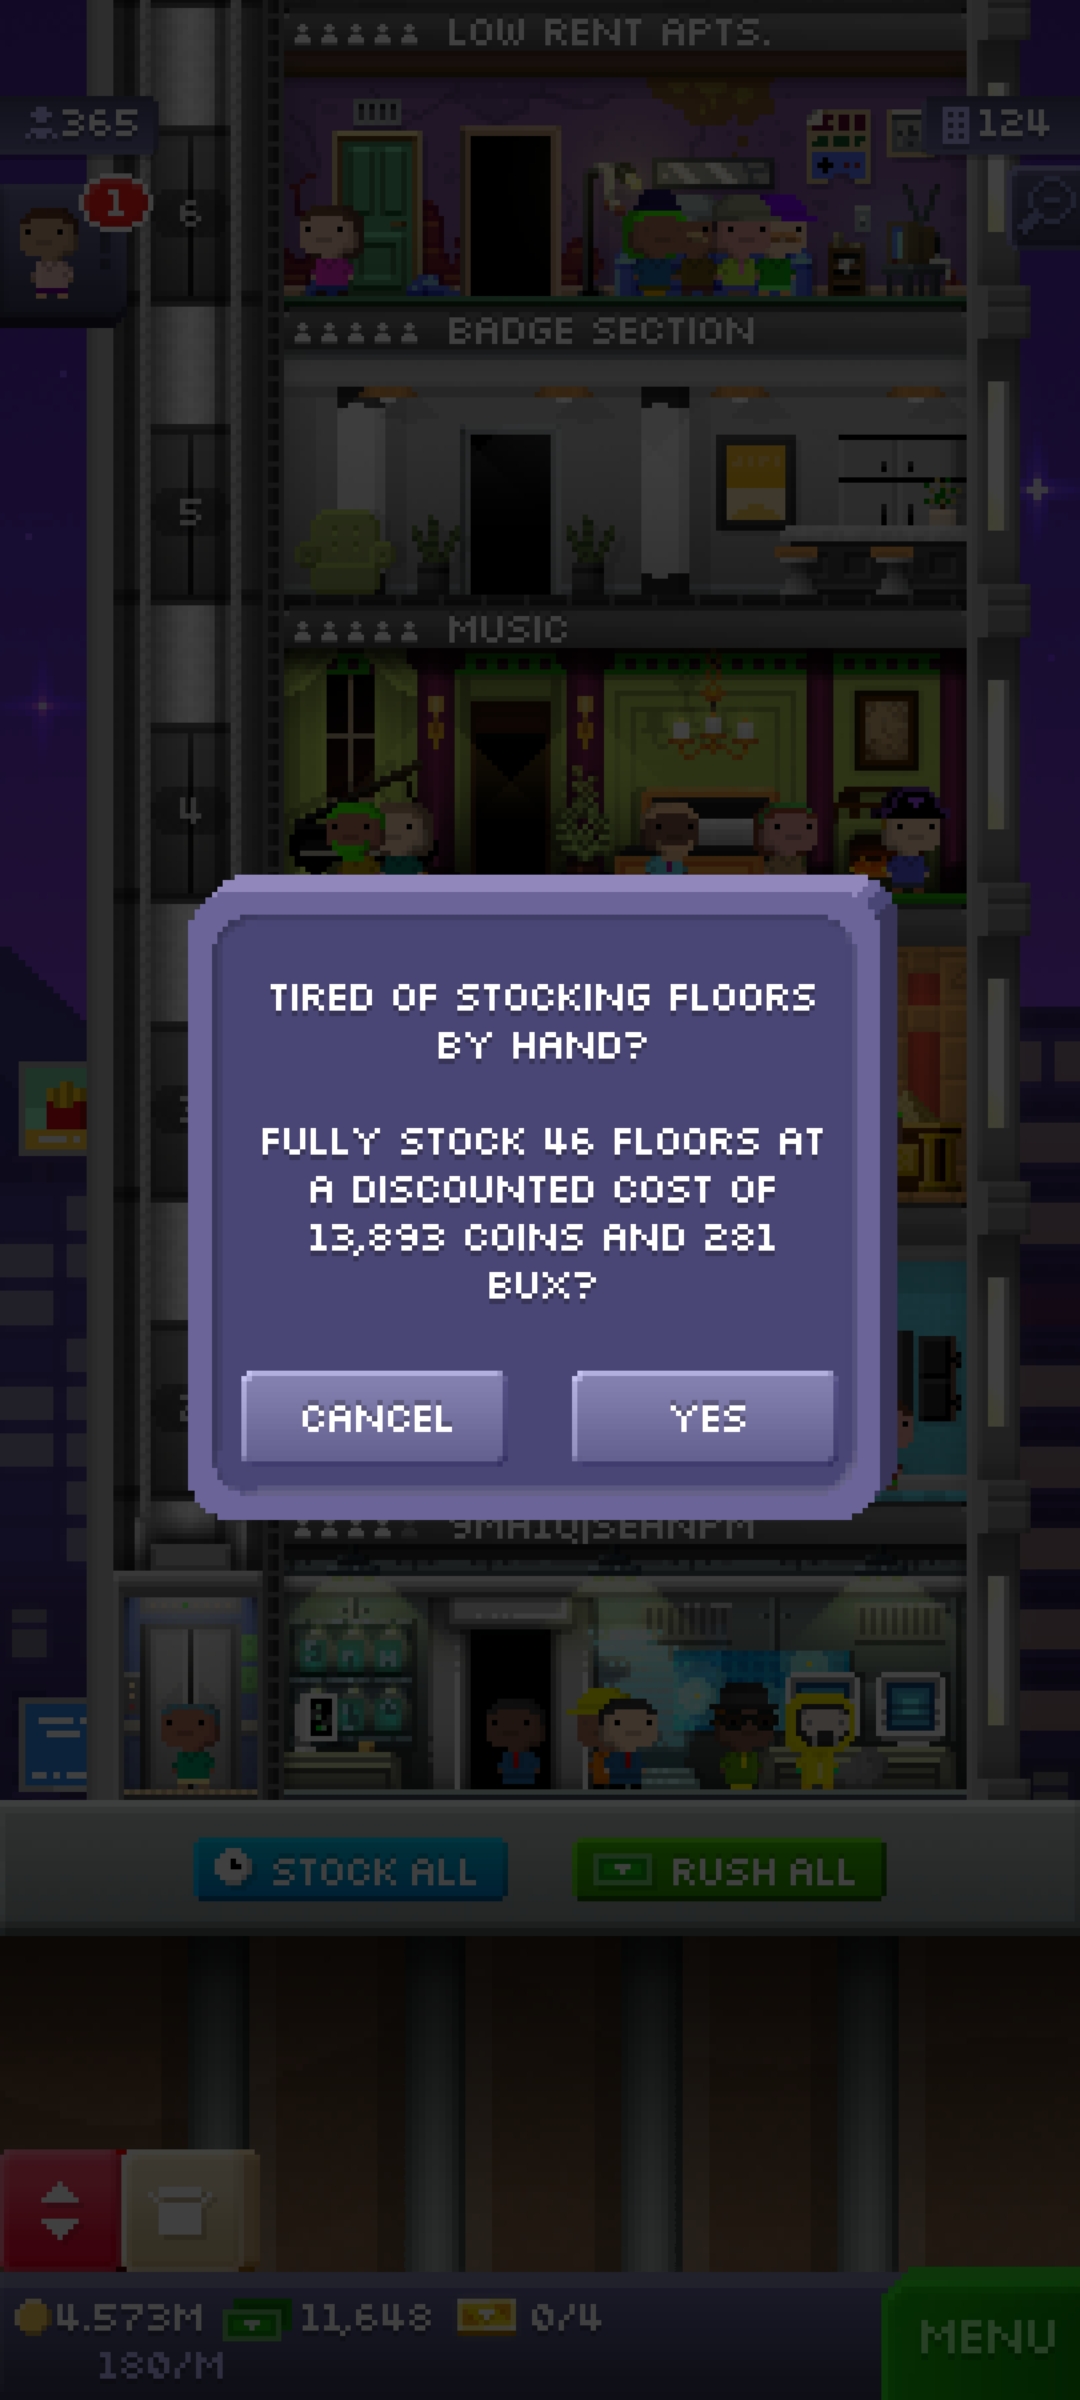 LOW RENT APTS.
365
124
1
6
BADGE SECTION
5
MUSIC
4
TIRED OF STOCKING FLOORS
BY HAND?
FULLY STOCK 46 FLOORS AT
A DISCOUNTED COST OF
13,893 COINS AND 281
BUX?
CANCEL
YES
STOCK ALL
RUSH ALL
4.573M
11,648
0/4
180/M
MENU